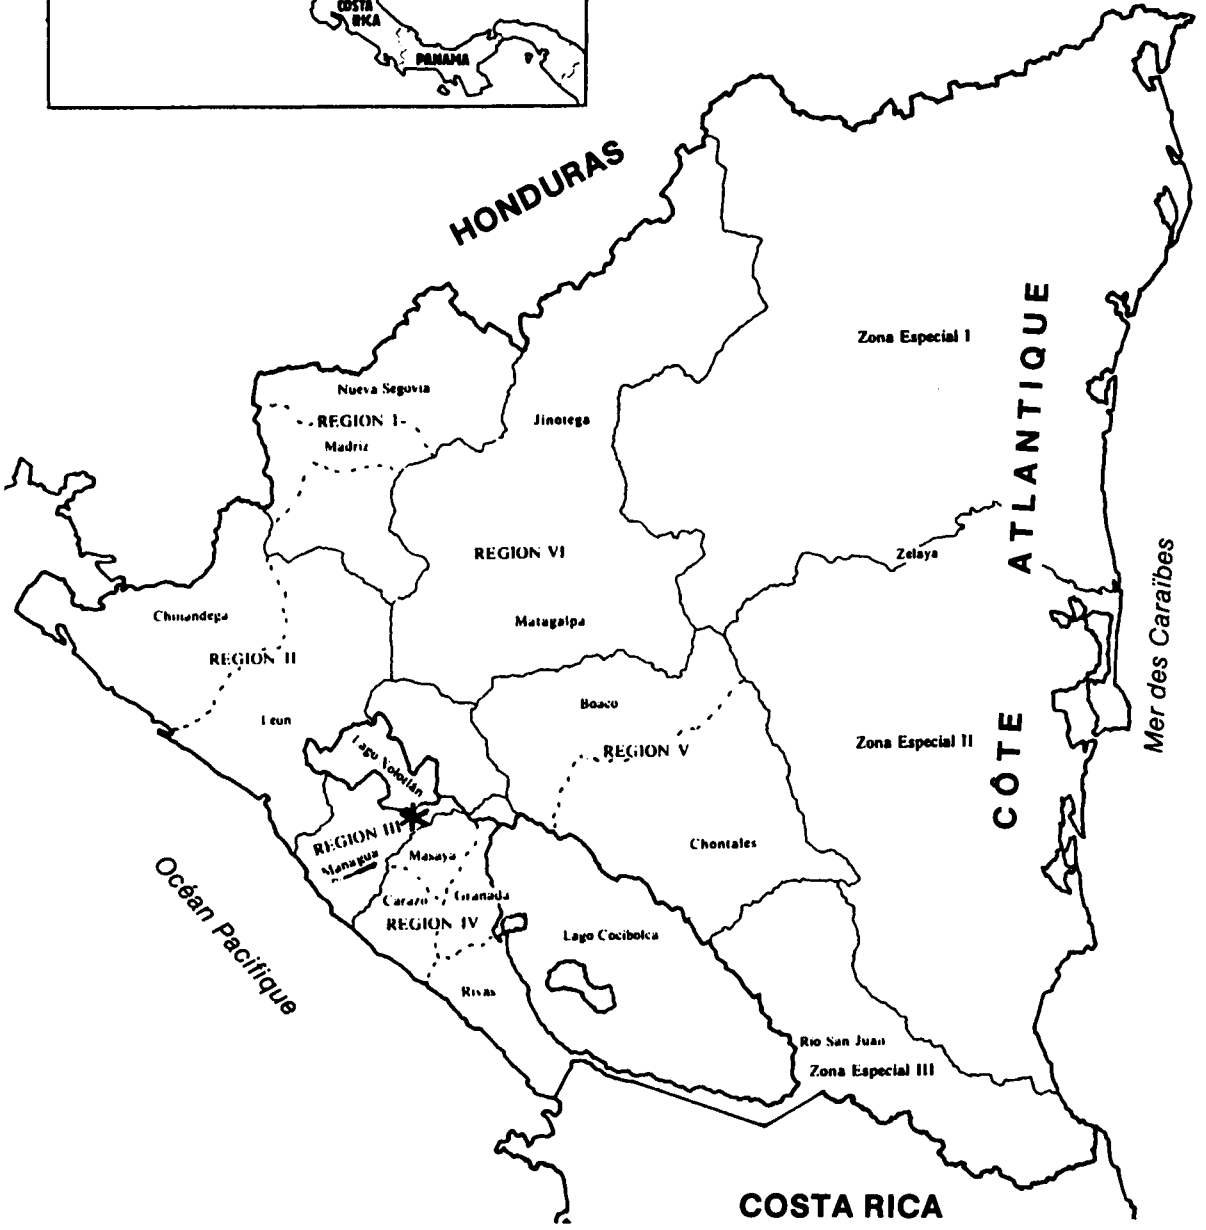 COSTA
RICA
PANAMA
HONDURAS
Zona Especial I
CÔTE ATLANTIQUE
Nueva Segovia
REGION I
Madriz
Jinotega
REGION VI
Zelaya
Mer des Caraïbes
Chinandega
Matagalpa
REGION II
Boaco
Leon
Zona Especial II
REGION V
Lago
REGION III
Managua
Masaya
Chontales
Océan Pacifique
Carazo
Granada
REGION IV
Lago Cocibolca
Rivas
Rio San Juan
Zona Especial III
COSTA RICA